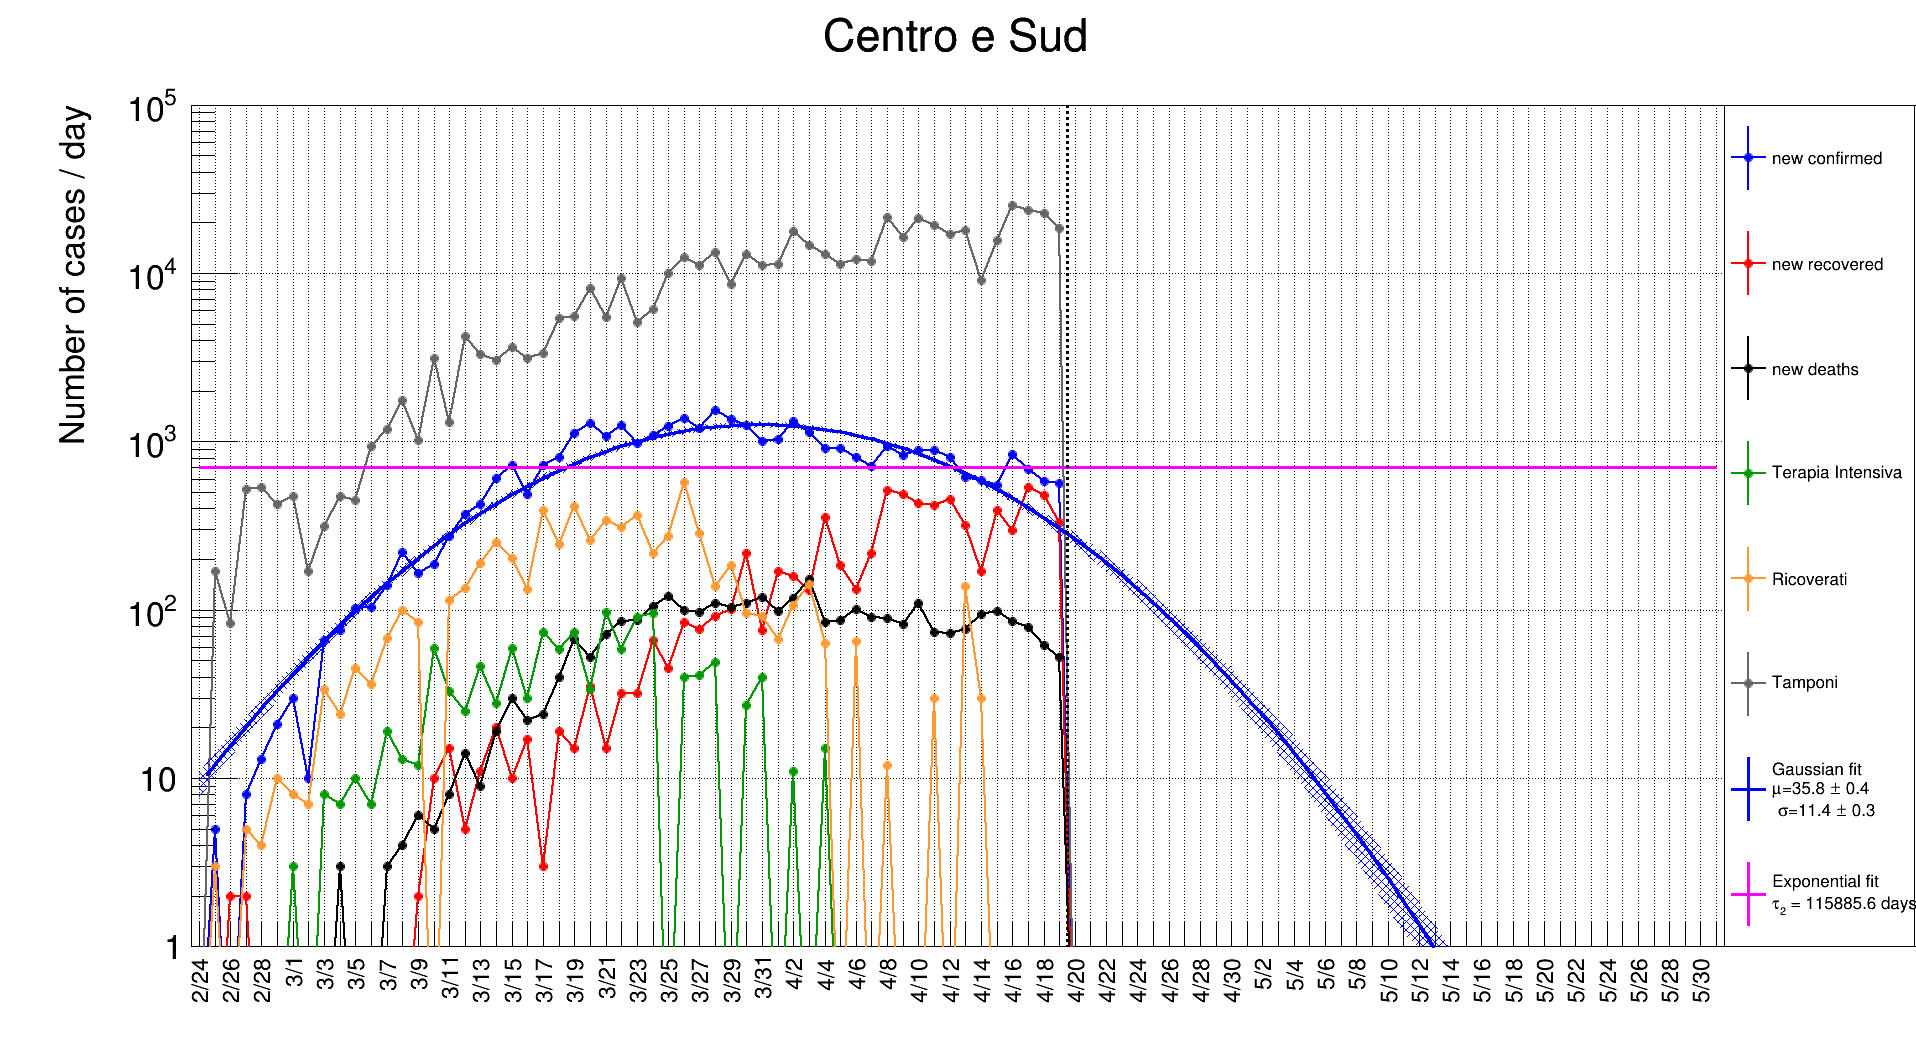 Centro e Sud
Number of cases / day
10^5
10^4
10^3
10^2
10
1
2/24 2/26 2/28 3/1 3/3 3/5 3/7 3/9 3/11 3/13 3/15 3/17 3/19 3/21 3/23 3/25 3/27 3/29 3/31 4/2 4/4 4/6 4/8 4/10 4/12 4/14 4/16 4/18 4/20 4/22 4/24 4/26 4/28 4/30 5/2 5/4 5/6 5/8 5/10 5/12 5/14 5/16 5/18 5/20 5/22 5/24 5/26 5/28 5/30
new confirmed
new recovered
new deaths
Terapia Intensiva
Ricoverati
Tamponi
Gaussian fit
μ=35.8 ± 0.4
σ=11.4 ± 0.3
Exponential fit
τ₂ = 115885.6 days